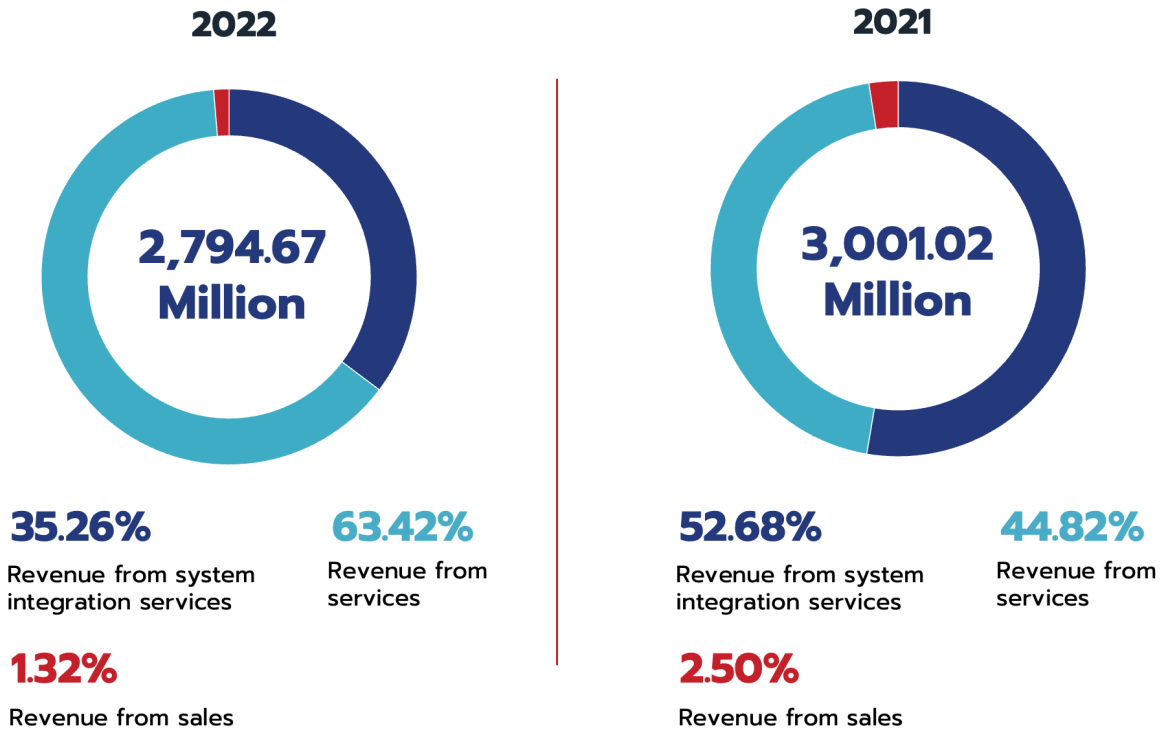 2022
2,794.67
Million
35.26%
Revenue from system
integration services
63.42%
Revenue from
services
1.32%
Revenue from sales
2021
3,001.02
Million
52.68%
Revenue from system
integration services
44.82%
Revenue from
services
2.50%
Revenue from sales